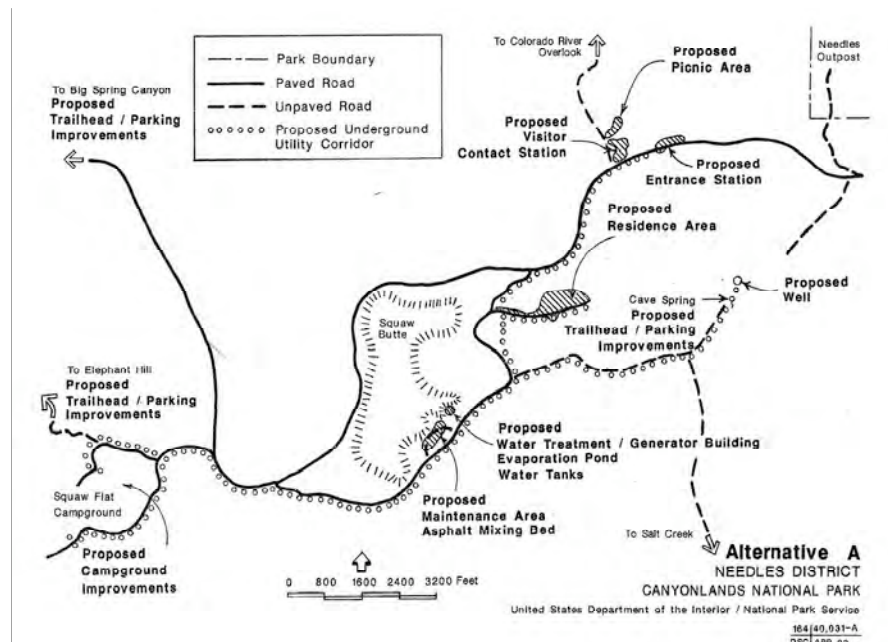 Park Boundary
Paved Road
Unpaved Road
Proposed Underground
Utility Corridor
To Big Spring Canyon
Proposed
Trailhead / Parking
Improvements
To Colorado River
Overlook
Proposed
Picnic Area
Needles
Outpost
Proposed
Visitor
Contact Station
Proposed
Entrance Station
Proposed
Residence Area
Squaw
Butte
Cave Spring
Proposed
Trailhead / Parking
Improvements
Proposed
Well
To Elephant Hill
Proposed
Trailhead / Parking
Improvements
Proposed
Water Treatment / Generator Building
Evaporation Pond
Water Tanks
Squaw Flat
Campground
Proposed
Campground
Improvements
Proposed
Maintenance Area
Asphalt Mixing Bed
To Salt Creek
0 800 1600 2400 3200 Feet
Alternative A
NEEDLES DISTRICT
CANYONLANDS NATIONAL PARK
United States Department of the Interior / National Park Service
164|40,031-A